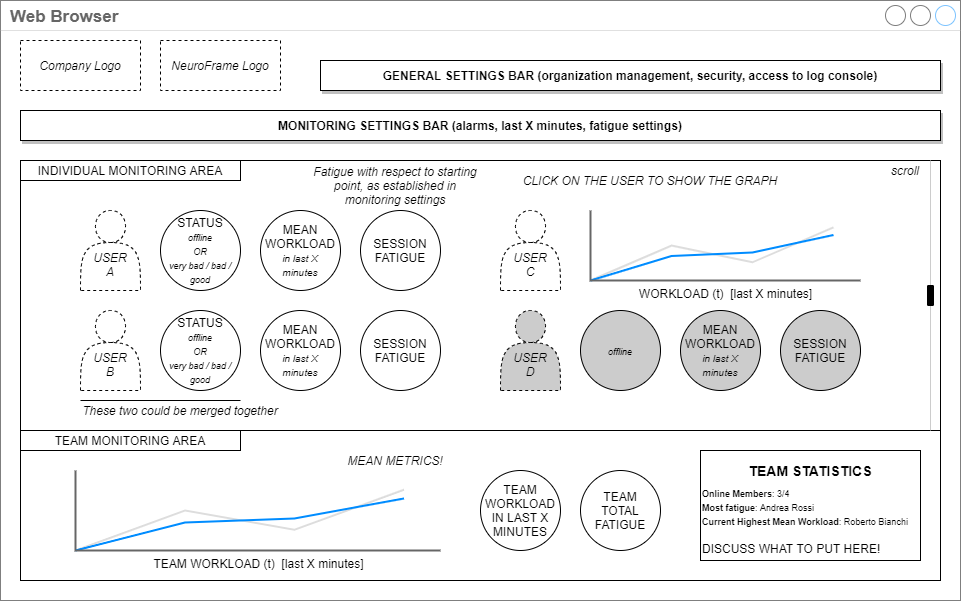 Web Browser
Company Logo
NeuroFrame Logo
GENERAL SETTINGS BAR (organization management, security, access to log console)
MONITORING SETTINGS BAR (alarms, last X minutes, fatigue settings)
INDIVIDUAL MONITORING AREA
Fatigue with respect to starting
point, as established in
monitoring settings
CLICK ON THE USER TO SHOW THE GRAPH
scroll
USER
A
STATUS
offline
OR
very bad / bad /
good
MEAN
WORKLOAD
in last X
minutes
SESSION
FATIGUE
USER
C
WORKLOAD (t)  [last X minutes]
USER
B
STATUS
offline
OR
very bad / bad /
good
MEAN
WORKLOAD
in last X
minutes
SESSION
FATIGUE
USER
D
offline
MEAN
WORKLOAD
in last X
minutes
SESSION
FATIGUE
These two could be merged together
TEAM MONITORING AREA
MEAN METRICS!
TEAM WORKLOAD (t)  [last X minutes]
TEAM
WORKLOAD
IN LAST X
MINUTES
TEAM
TOTAL
FATIGUE
TEAM STATISTICS
Online Members: 3/4
Most fatigue: Andrea Rossi
Current Highest Mean Workload: Roberto Bianchi
DISCUSS WHAT TO PUT HERE!